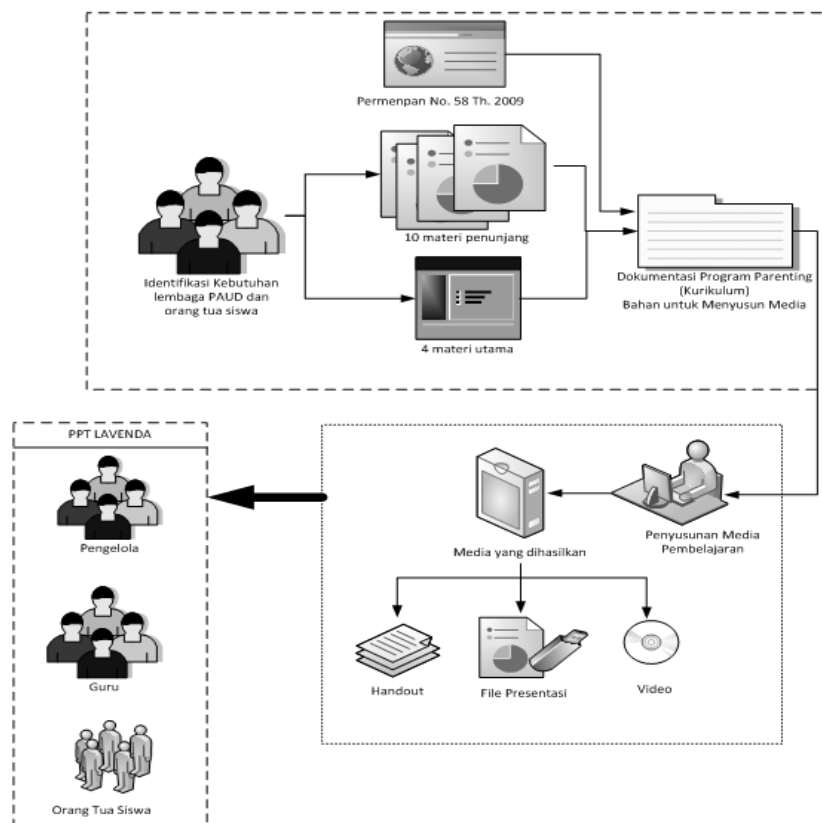 Permenpan No. 58 Th. 2009
10 materi penunjang
Identifikasi Kebutuhan
lembaga PAUD dan
orang tua siswa
4 materi utama
Dokumentasi Program Parenting
(Kurikulum)
Bahan untuk Menyusun Media
PPT LAVENDA
Pengelola
Guru
Orang Tua Siswa
Penyusunan Media
Pembelajaran
Media yang dihasilkan
Handout
File Presentasi
Video